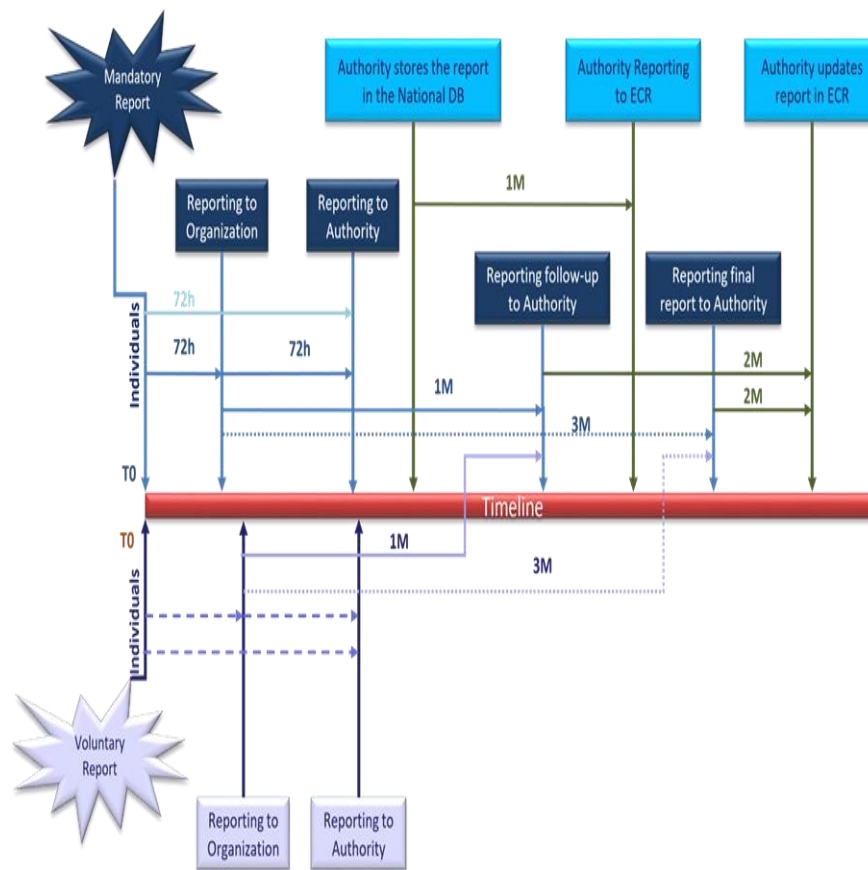 Mandatory
Report
Authority stores the report
in the National DB
Authority Reporting
to ECR
Authority updates
report in ECR
1M
Reporting to
Organization
Reporting to
Authority
Reporting follow-up
to Authority
Reporting final
report to Authority
Individuals
72h
72h
72h
1M
2M
2M
3M
T0
Timeline
T0
1M
3M
Individuals
Voluntary
Report
Reporting to
Organization
Reporting to
Authority